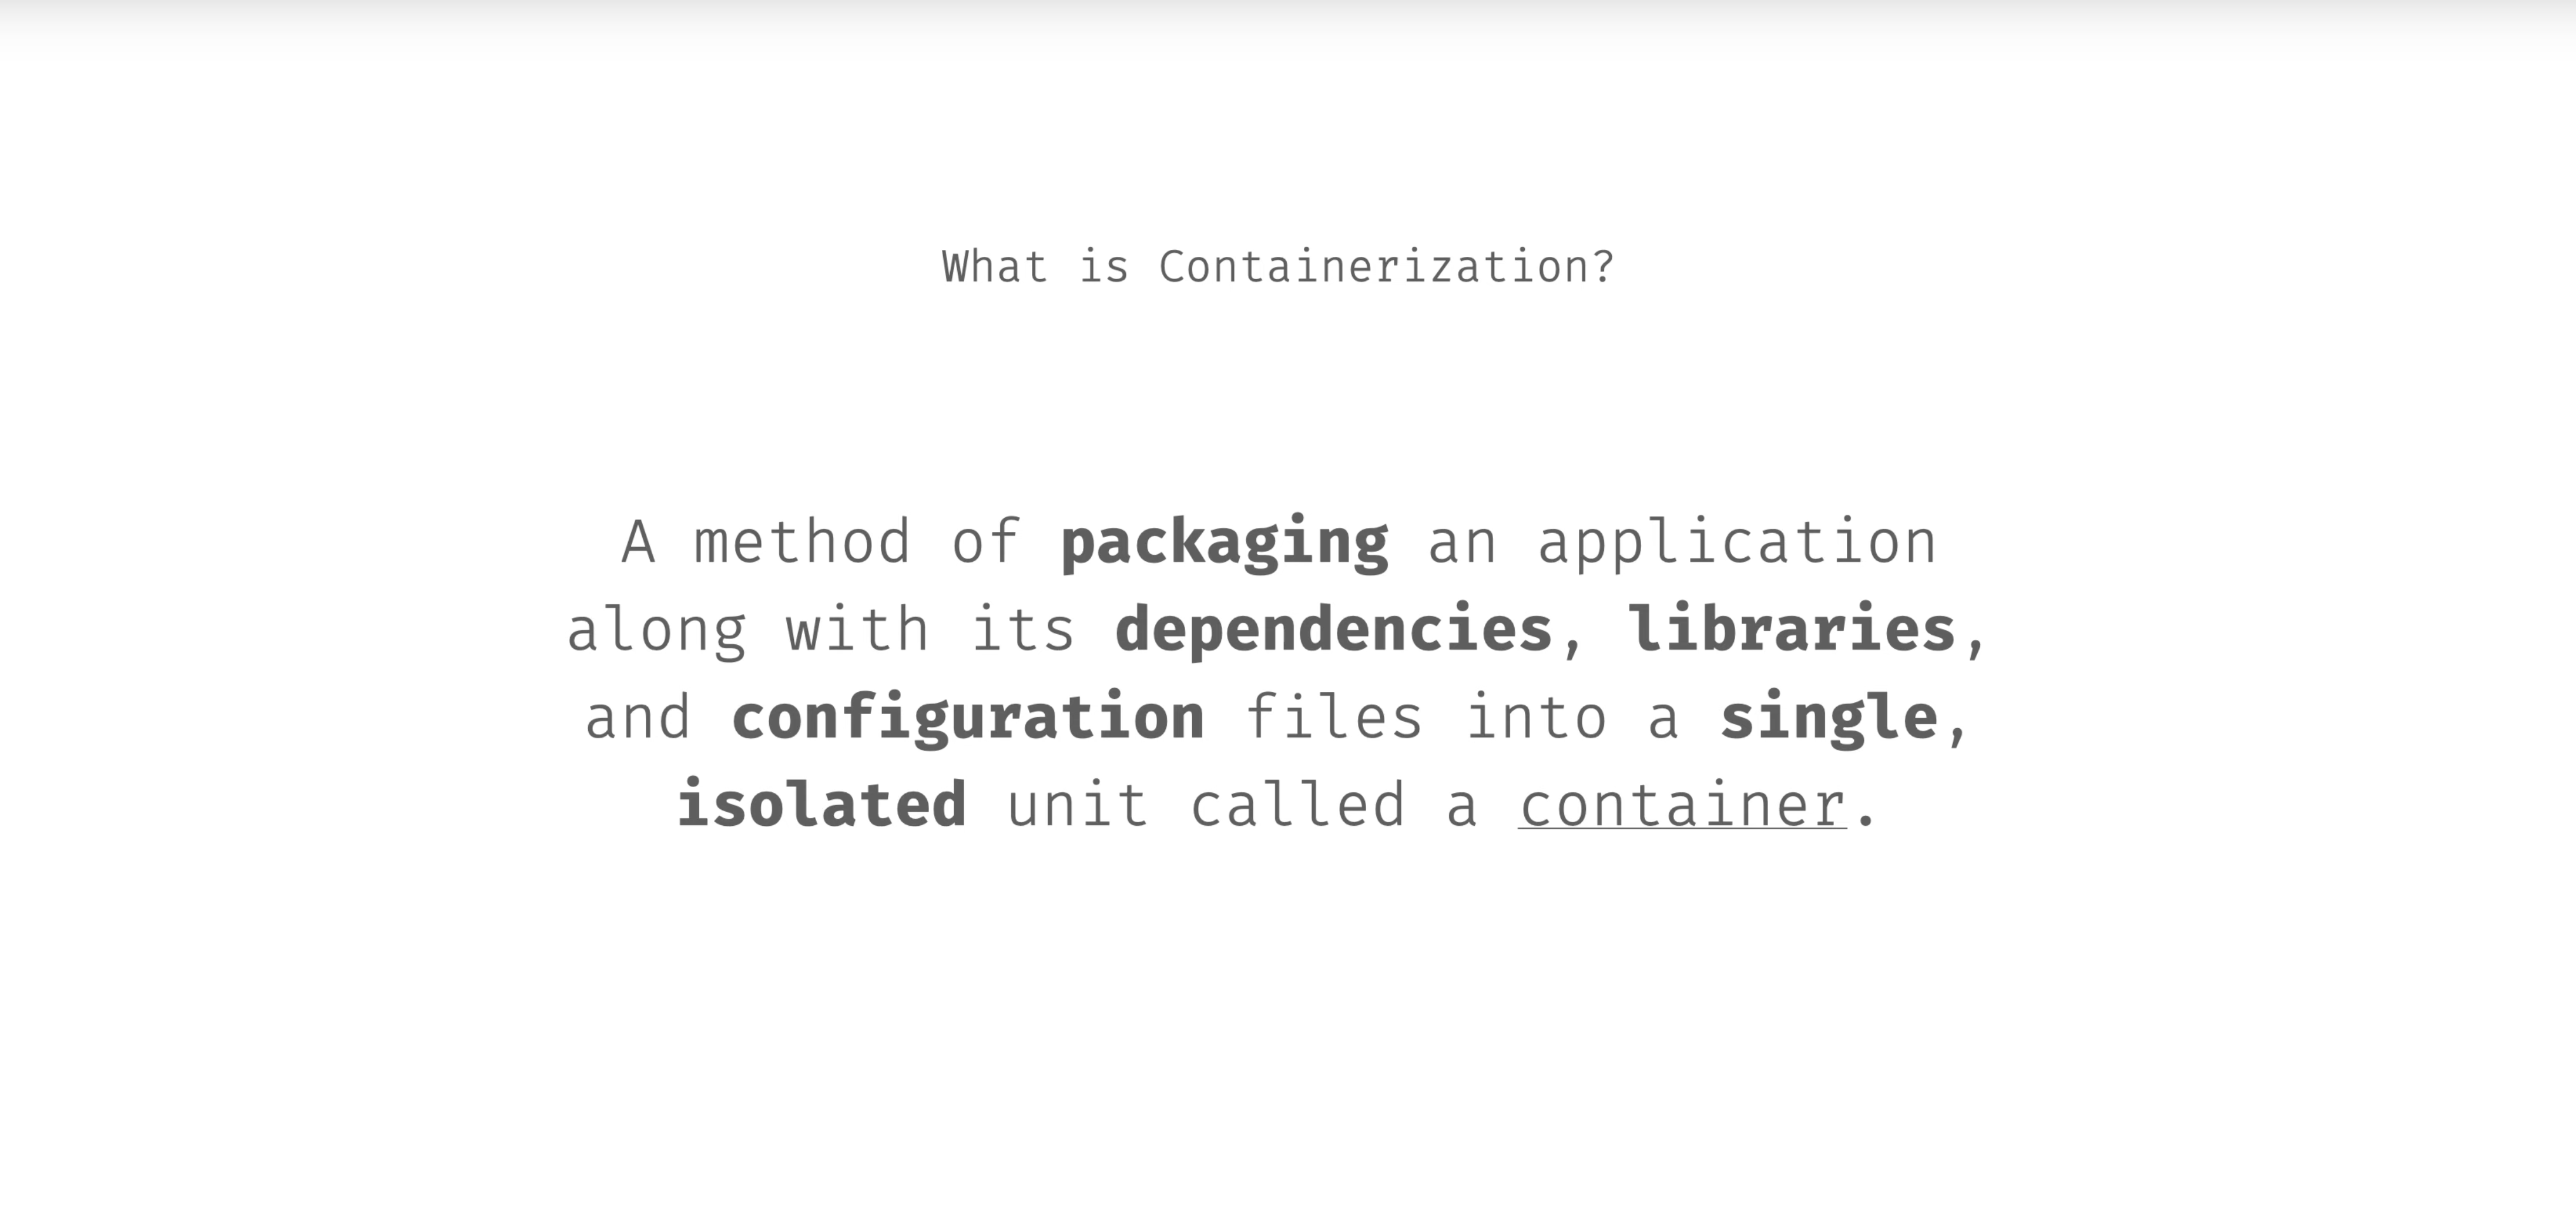 What is Containerization?
A method of packaging an application
along with its dependencies, libraries,
and configuration files into a single,
isolated unit called a container.